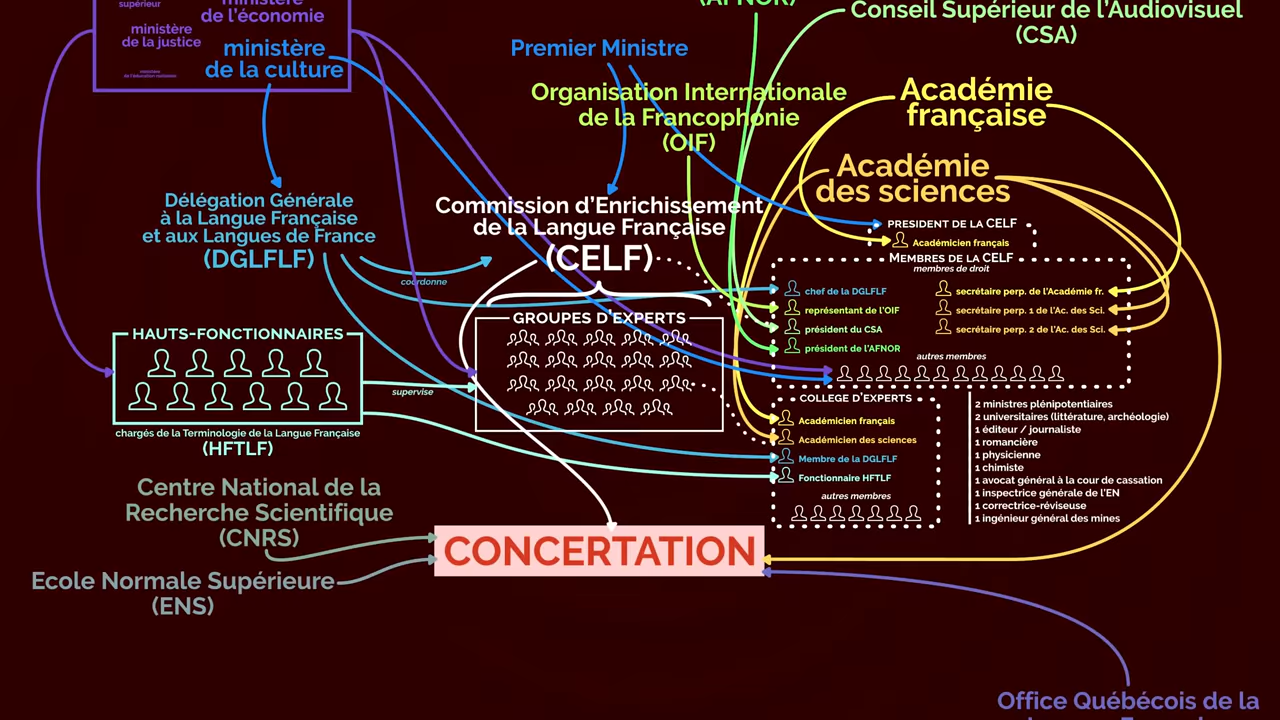 supérieur
ministère
de l'économie
ministère
de la justice
ministère
de la culture
ministère
de l'éducation nationale
(AFNOR)
Conseil Supérieur de l'Audiovisuel
(CSA)
Premier Ministre
Organisation Internationale
de la Francophonie
(OIF)
Académie
française
Académie
des sciences
Délégation Générale
à la Langue Française
et aux Langues de France
(DGLFLF)
coordonne
Commission d'Enrichissement
de la Langue Française
(CELF)
PRESIDENT DE LA CELF
Académicien français
MEMBRES DE LA CELF
membres de droit
chef de la DGLFLF
représentant de l'OIF
président du CSA
président de l'AFNOR
secrétaire perp. de l'Académie fr.
secrétaire perp. 1 de l'Ac. des Sci.
secrétaire perp. 2 de l'Ac. des Sci.
autres membres
HAUTS-FONCTIONNAIRES
chargés de la Terminologie de la Langue Française
(HFTLF)
supervise
GROUPES D'EXPERTS
COLLEGE D'EXPERTS
Académicien français
Académicien des sciences
Membre de la DGLFLF
Fonctionnaire HFTLF
autres membres
2 ministres plénipotentiaires
2 universitaires (littérature, archéologie)
1 éditeur / journaliste
1 romancière
1 physicienne
1 chimiste
1 avocat général à la cour de cassation
1 inspectrice générale de l'EN
1 correctrice-réviseuse
1 ingénieur général des mines
Centre National de la
Recherche Scientifique
(CNRS)
Ecole Normale Supérieure
(ENS)
CONCERTATION
Office Québécois de la